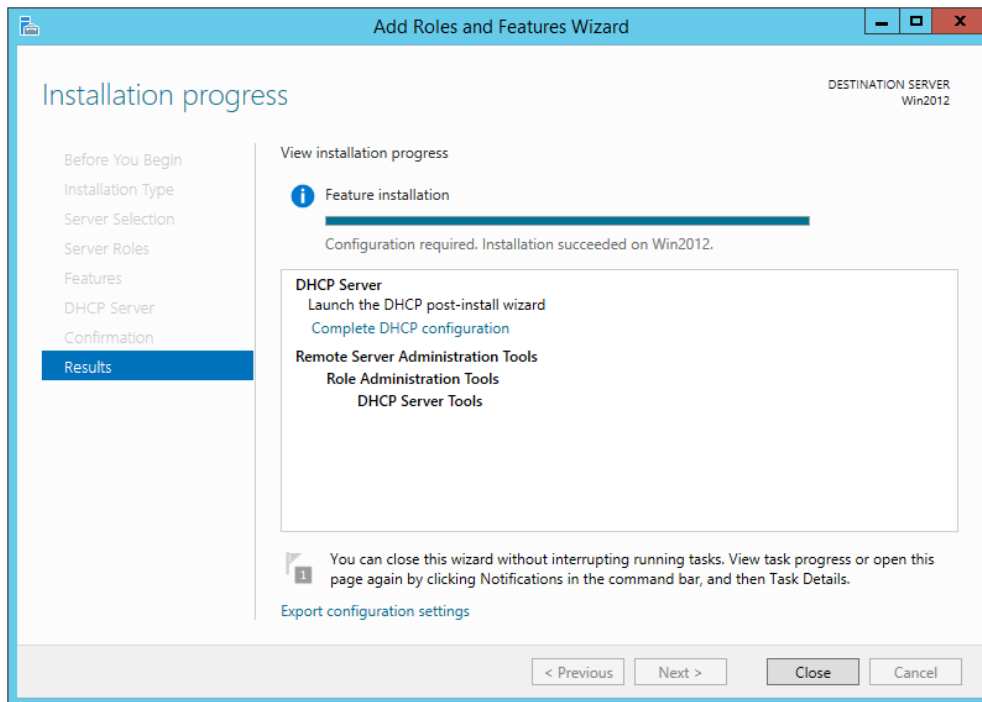 Add Roles and Features Wizard
Installation progress
DESTINATION SERVER
Win2012
Before You Begin
Installation Type
Server Selection
Server Roles
Features
DHCP Server
Confirmation
Results
View installation progress
Feature installation
Configuration required. Installation succeeded on Win2012.
DHCP Server
Launch the DHCP post-install wizard
Complete DHCP configuration
Remote Server Administration Tools
Role Administration Tools
DHCP Server Tools
1
You can close this wizard without interrupting running tasks. View task progress or open this
page again by clicking Notifications in the command bar, and then Task Details.
Export configuration settings
< Previous
Next >
Close
Cancel